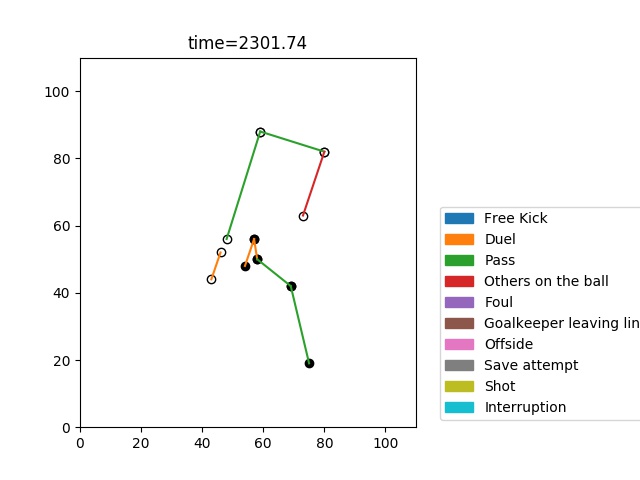 time=2301.74
100
80
60
40
20
0
0 20 40 60 80 100
Free Kick
Duel
Pass
Others on the ball
Foul
Goalkeeper leaving lin
Offside
Save attempt
Shot
Interruption